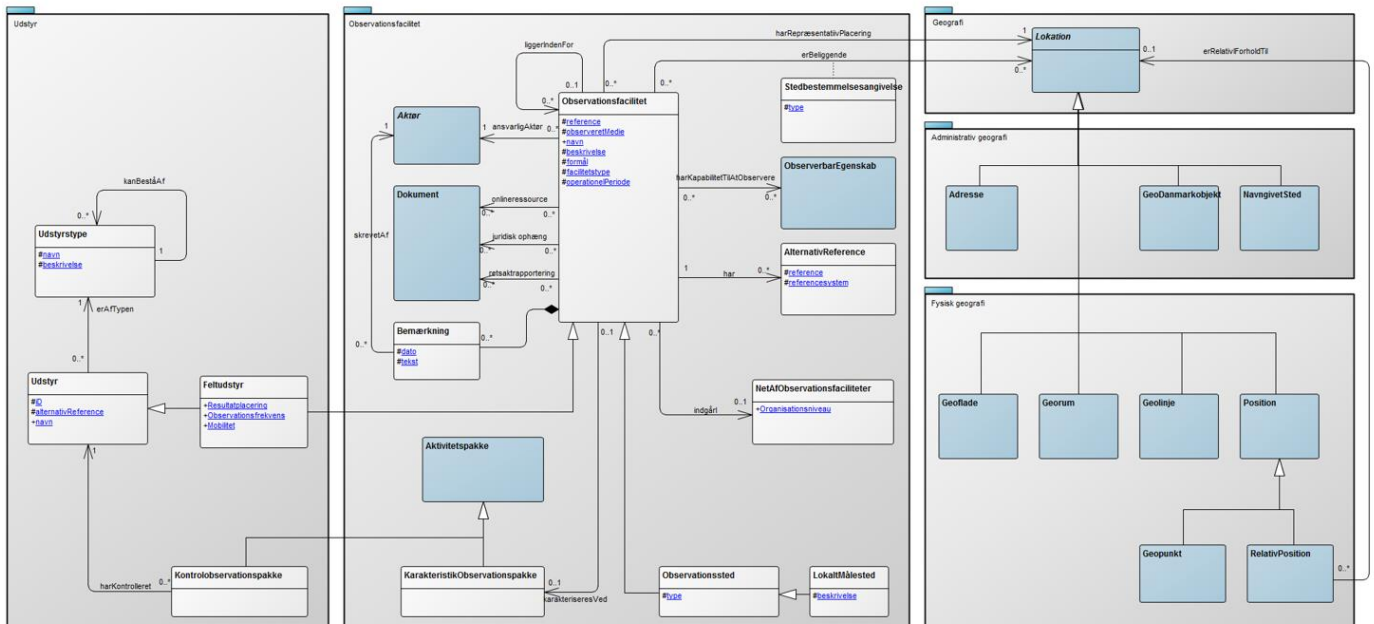 Udstyr
kanBeståAf
0..*
Udstyrstype
#navn
#beskrivelse
1
1
erAfTypen
0..*
Udstyr
#ID
#alternativReference
+navn
Feltudstyr
+Resultatplacering
+Observationsfrekvens
+Mobilitet
1
harKontrolleret
0..*
Kontrolobservationspakke
Observationsfacilitet
liggerIndenFor
0..1
0..*
0..*
0..*
Observationsfacilitet
#reference
#observeretMedie
+navn
#beskrivelse
#formål
#facilitetstype
#operationelPeriode
Aktør
1
1
ansvarligAktør
0..*
Dokument
onlineressource
0..*
0..*
juridisk ophæng
0..*
0..*
retsaktrapportering
0..*
0..*
skrevetAf
Bemærkning
#dato
#tekst
0..*
0..*
harRepræsentativPlacering
1
erBeliggende
0..*
Stedbestemmelsesangivelse
#type
ObserverbarEgenskab
harKapabilitetTilAtObservere
0..*
0..*
AlternativReference
#reference
#referencesystem
1
har
0..*
0..1
0..*
NetAfObservationsfaciliteter
+Organisationsniveau
0..1
indgårI
Aktivitetspakke
KarakteristikObservationspakke
0..1
karakteriseresVed
Observationssted
#type
LokaltMålested
#beskrivelse
Geografi
Lokation
0..1
erRelativIForholdTil
Administrativ geografi
Adresse
GeoDanmarkobjekt
NavngivetSted
Fysisk geografi
Geoflade
Georum
Geolinje
Position
Geopunkt
RelativPosition
0..*